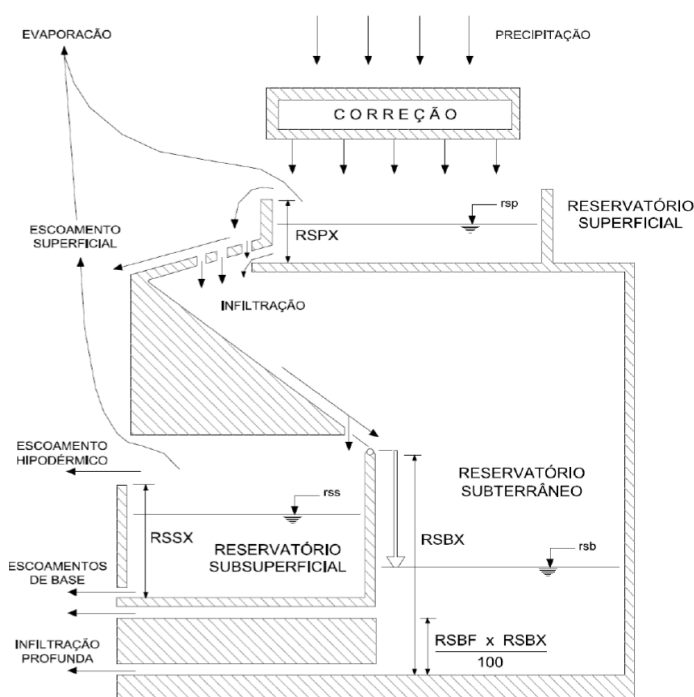 EVAPORACÃO
PRECIPITAÇÃO
CORREÇÃO
rsp
RESERVATÓRIO
SUPERFICIAL
ESCOAMENTO
SUPERFICIAL
RSPX
INFILTRAÇÃO
ESCOAMENTO
HIPODÉRMICO
RESERVATÓRIO
SUBTERRÂNEO
rss
RSSX
RSBX
RESERVATÓRIO
SUBSUPERFICIAL
rsb
ESCOAMENTOS
DE BASE
INFILTRAÇÃO
PROFUNDA
RSBF x RSBX
100